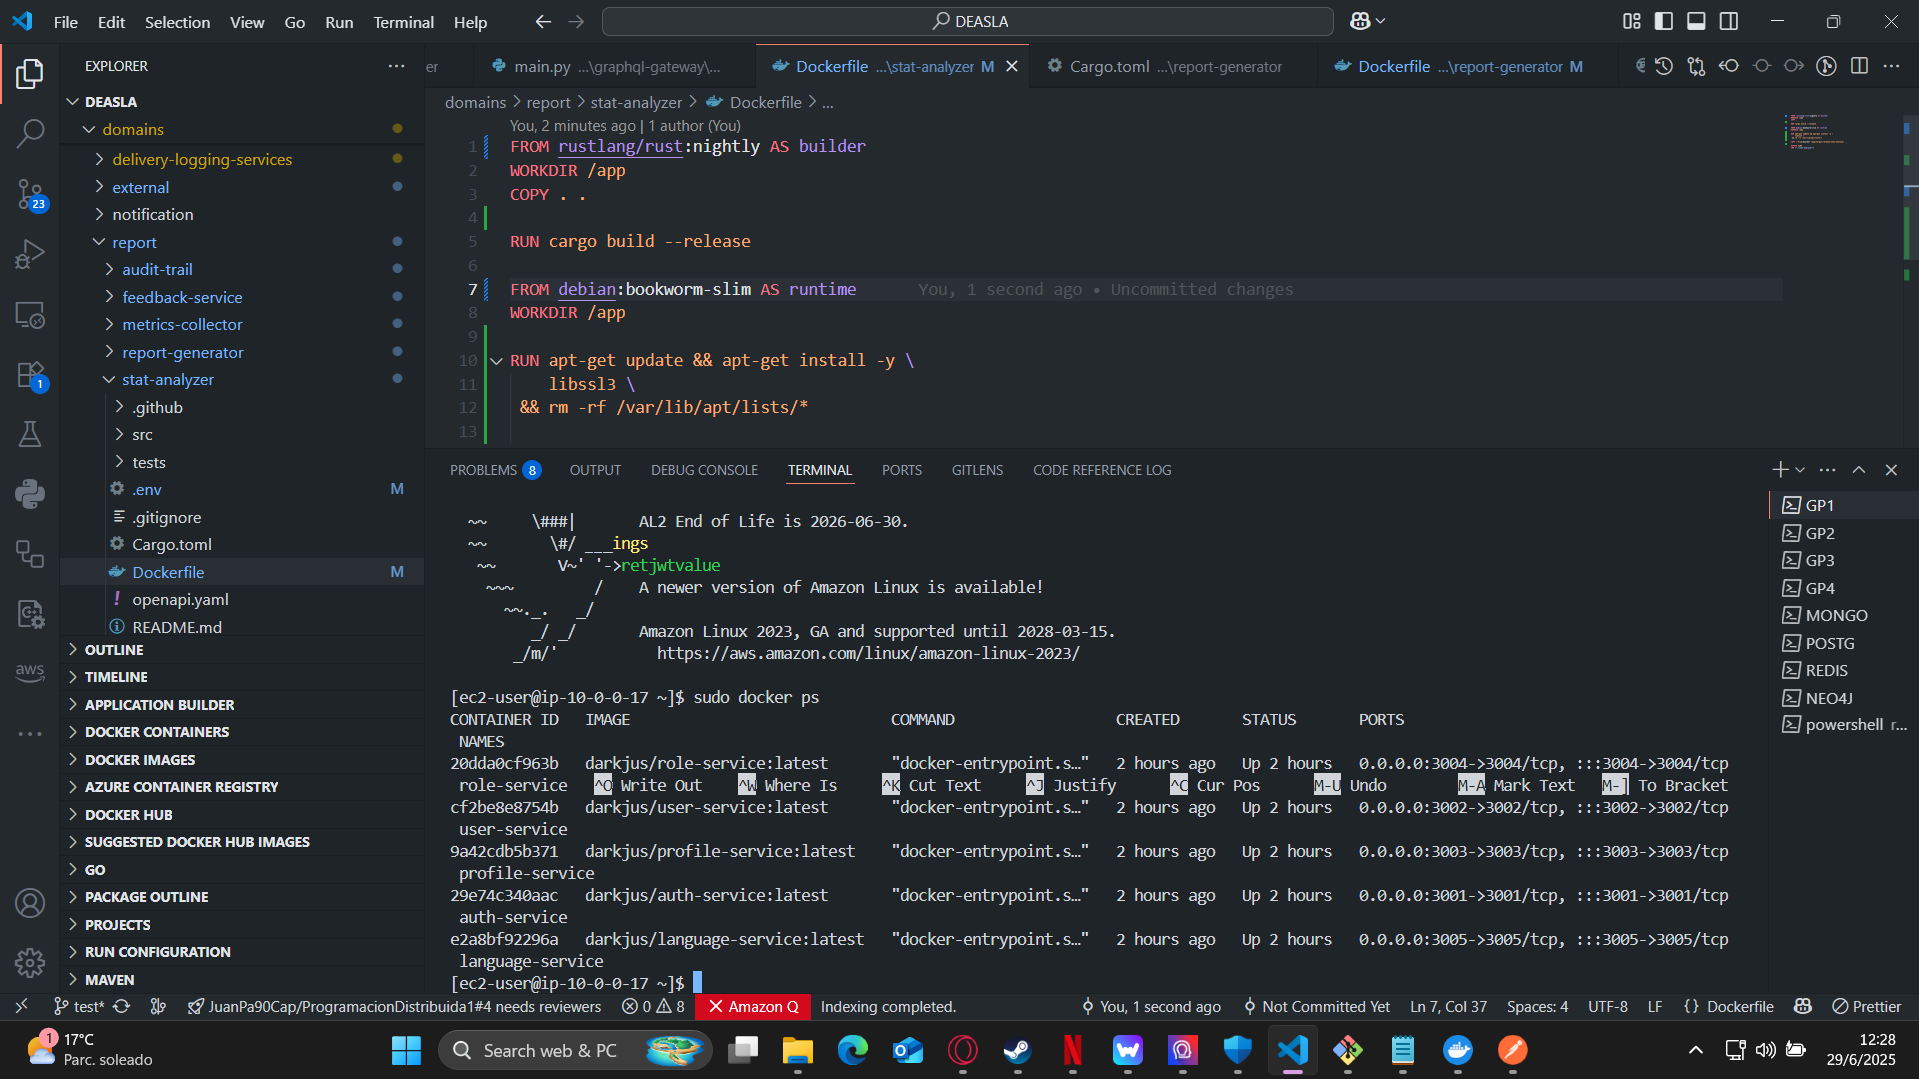 File Edit Selection View Go Run Terminal Help
DEASLA
EXPLORER
DEASLA
domains
delivery-logging-services
external
notification
report
audit-trail
feedback-service
metrics-collector
report-generator
stat-analyzer
.github
src
tests
.env M
.gitignore
Cargo.toml
Dockerfile M
openapi.yaml
README.md
OUTLINE
TIMELINE
APPLICATION BUILDER
DOCKER CONTAINERS
DOCKER IMAGES
AZURE CONTAINER REGISTRY
DOCKER HUB
SUGGESTED DOCKER HUB IMAGES
GO
PACKAGE OUTLINE
PROJECTS
RUN CONFIGURATION
MAVEN
23
1
aws
er main.py ...\graphql-gateway\... Dockerfile ...\stat-analyzer M Cargo.toml ...\report-generator Dockerfile ...\report-generator M
domains > report > stat-analyzer > Dockerfile > ...
You, 2 minutes ago | 1 author (You)
1 FROM rustlang/rust:nightly AS builder
2 WORKDIR /app
3 COPY . .
4
5 RUN cargo build --release
6
7 FROM debian:bookworm-slim AS runtime You, 1 second ago • Uncommitted changes
8 WORKDIR /app
9
10 RUN apt-get update && apt-get install -y \
11 libssl3 \
12 && rm -rf /var/lib/apt/lists/*
13
PROBLEMS 8 OUTPUT DEBUG CONSOLE TERMINAL PORTS GITLENS CODE REFERENCE LOG
~~ \###| AL2 End of Life is 2026-06-30.
~~ \#/ ___ings
~~ V~' '->retjwtvalue
~~~ / A newer version of Amazon Linux is available!
~~._. _/
_/ _/ Amazon Linux 2023, GA and supported until 2028-03-15.
_/m/' https://aws.amazon.com/linux/amazon-linux-2023/
[ec2-user@ip-10-0-0-17 ~]$ sudo docker ps
CONTAINER ID IMAGE COMMAND CREATED STATUS PORTS
NAMES
20dda0cf963b darkjus/role-service:latest "docker-entrypoint.s…" 2 hours ago Up 2 hours 0.0.0.0:3004->3004/tcp, :::3004->3004/tcp
role-service ^O Write Out ^W Where Is ^K Cut Text ^J Justify ^C Cur Pos M-U Undo M-A Mark Text M-] To Bracket
cf2be8e8754b darkjus/user-service:latest "docker-entrypoint.s…" 2 hours ago Up 2 hours 0.0.0.0:3002->3002/tcp, :::3002->3002/tcp
user-service
9a42cdb5b371 darkjus/profile-service:latest "docker-entrypoint.s…" 2 hours ago Up 2 hours 0.0.0.0:3003->3003/tcp, :::3003->3003/tcp
profile-service
29e74c340aac darkjus/auth-service:latest "docker-entrypoint.s…" 2 hours ago Up 2 hours 0.0.0.0:3001->3001/tcp, :::3001->3001/tcp
auth-service
e2a8bf92296a darkjus/language-service:latest "docker-entrypoint.s…" 2 hours ago Up 2 hours 0.0.0.0:3005->3005/tcp, :::3005->3005/tcp
language-service
[ec2-user@ip-10-0-0-17 ~]$
GP1
GP2
GP3
GP4
MONGO
POSTG
REDIS
NEO4J
powershell r...
test* JuanPa90Cap/ProgramacionDistribuida1#4 needs reviewers 0 8 Amazon Q Indexing completed. You, 1 second ago Not Committed Yet Ln 7, Col 37 Spaces: 4 UTF-8 LF {} Dockerfile Prettier
1
17°C
Parc. soleado
Search web & PC
12:28
29/6/2025